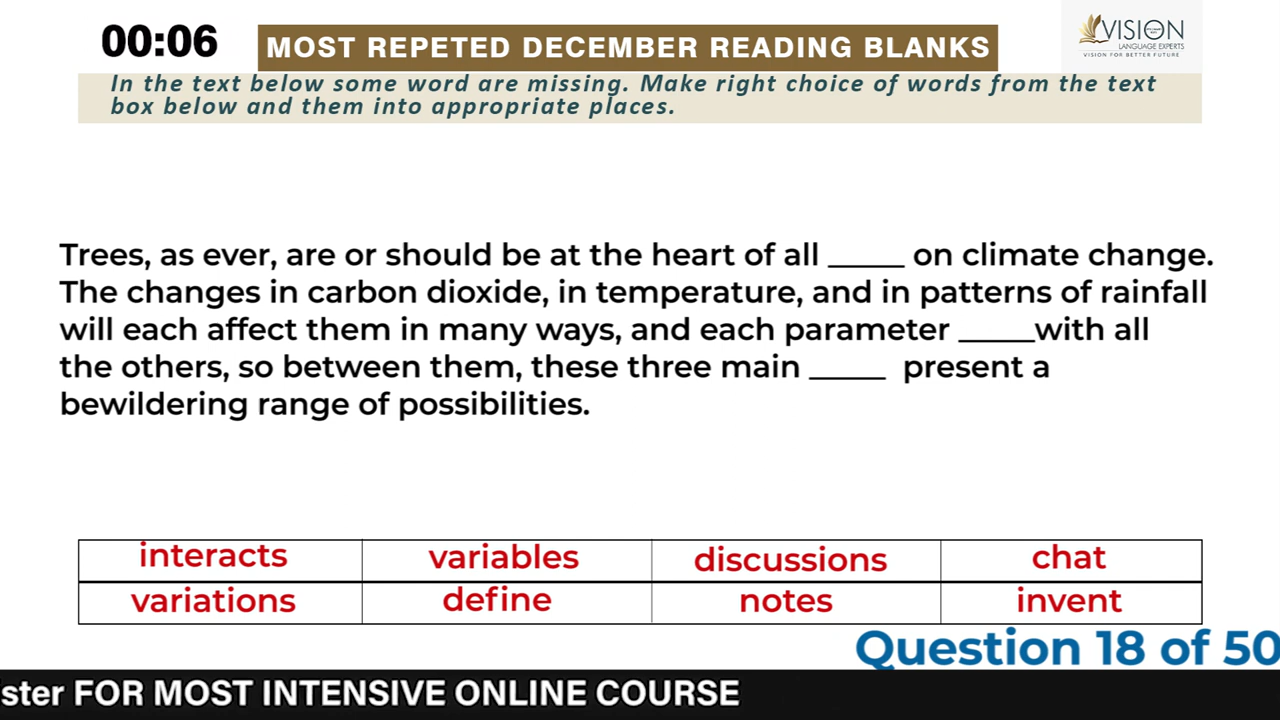 00:06
MOST REPETED DECEMBER READING BLANKS
VISION
LANGUAGE EXPERTS
VISION FOR BETTER FUTURE
In the text below some word are missing. Make right choice of words from the text
box below and them into appropriate places.
Trees, as ever, are or should be at the heart of all _____ on climate change.
The changes in carbon dioxide, in temperature, and in patterns of rainfall
will each affect them in many ways, and each parameter _____with all
the others, so between them, these three main _____ present a
bewildering range of possibilities.
interacts variables discussions chat
variations define notes invent
Question 18 of 50
ster FOR MOST INTENSIVE ONLINE COURSE